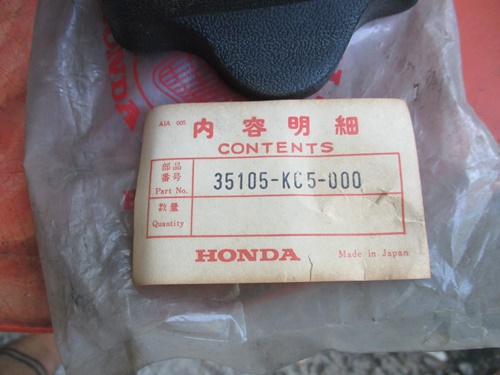 HONDA
AIA 005
内容明細
CONTENTS
部品
番号
Part No.
35105-KC5-000
数量
Quantity
HONDA
Made in Japan